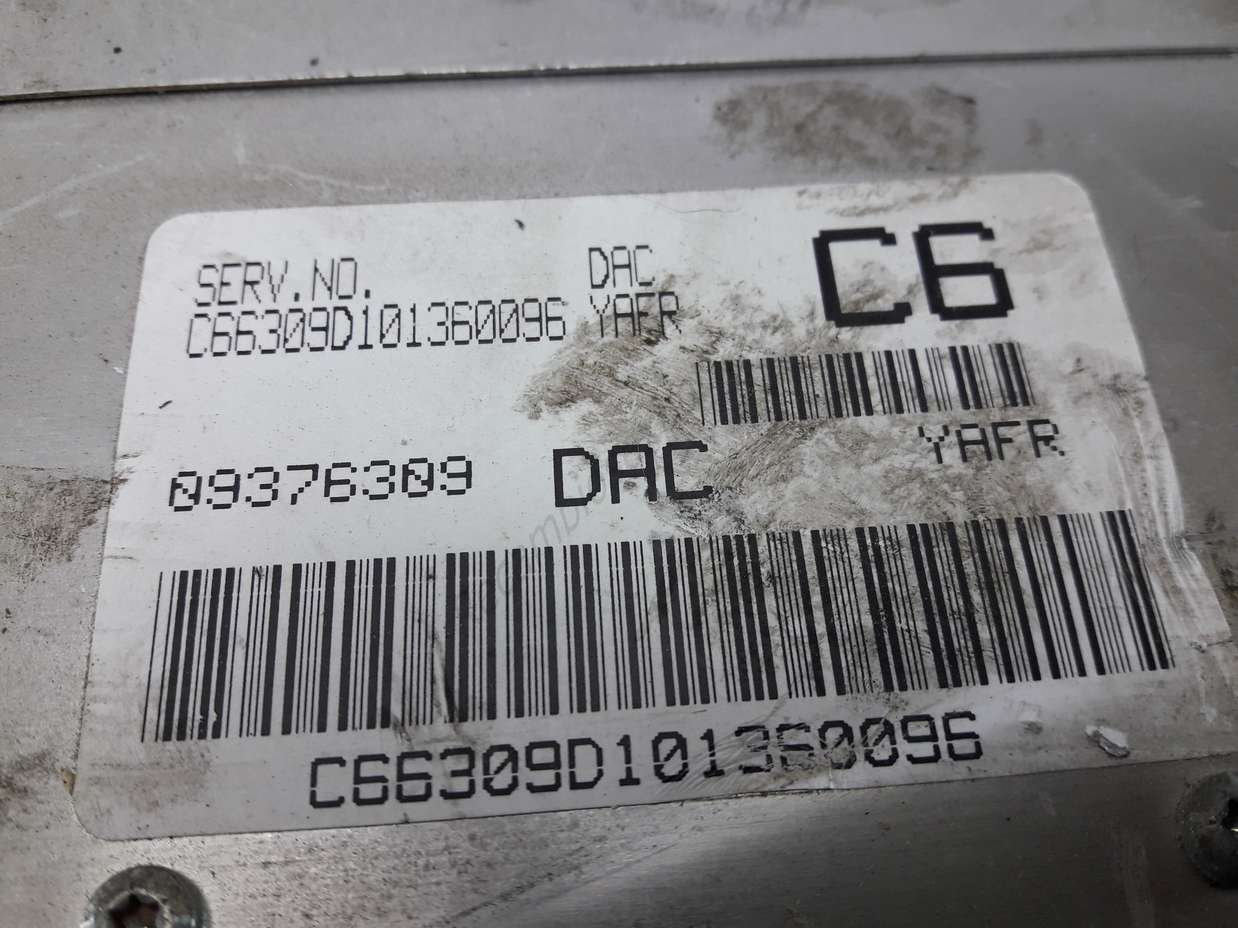 SERV.NO. DAC C6
C66309D101360096 YAFR
09376309 DAC YAFR
C66309D101360096